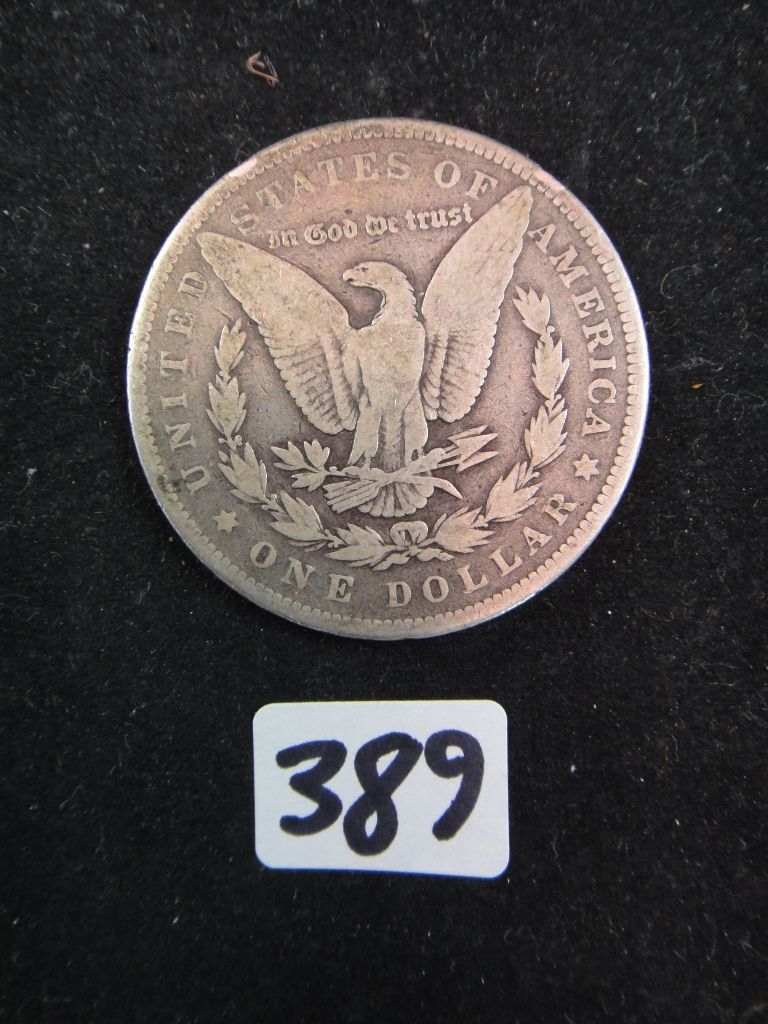 UNITED STATES OF AMERICA
In God we trust
★ ONE DOLLAR ★
389